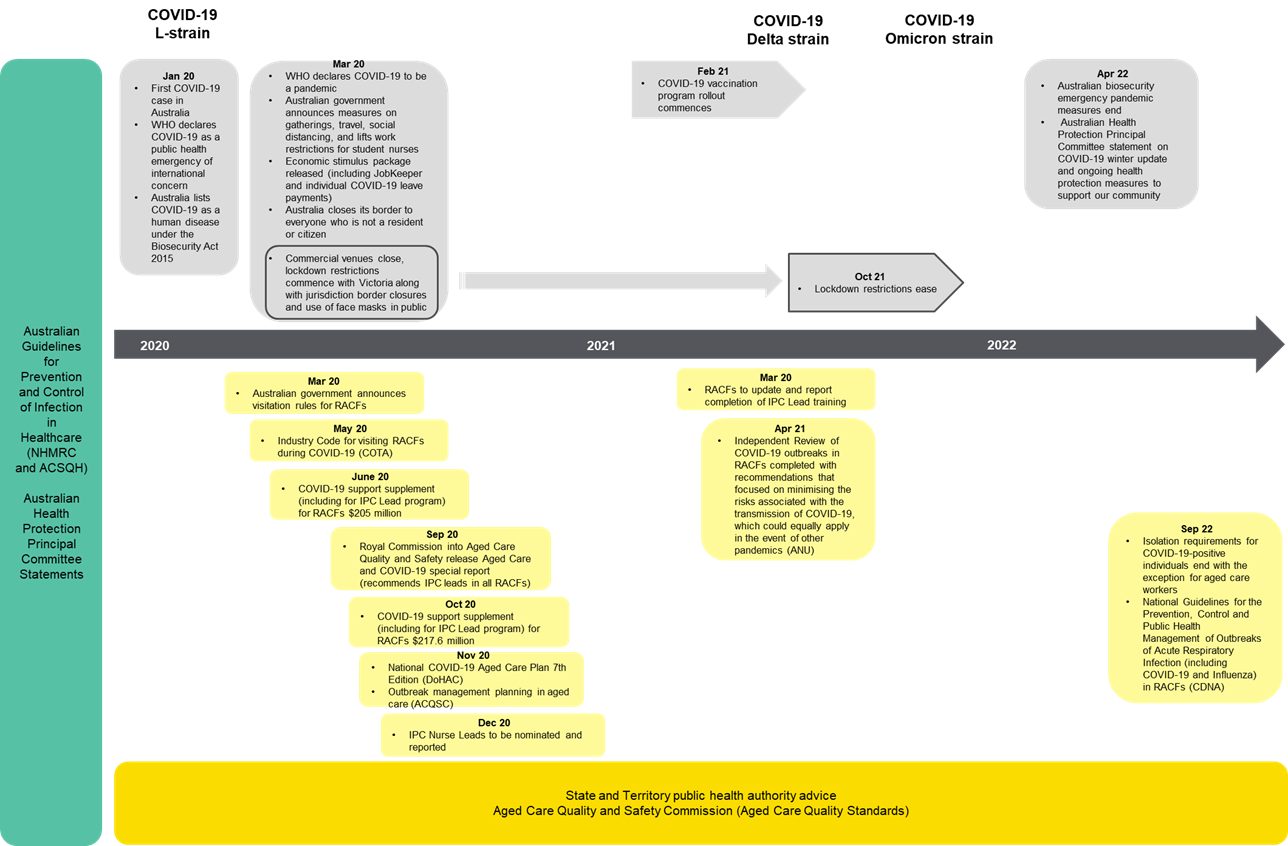 COVID-19
L-strain
COVID-19
Delta strain
COVID-19
Omicron strain
Jan 20
• First COVID-19
case in
Australia
• WHO declares
COVID-19 as a
public health
emergency of
international
concern
• Australia lists
COVID-19 as a
human disease
under the
Biosecurity Act
2015
Mar 20
• WHO declares COVID-19 to be
a pandemic
• Australian government
announces measures on
gatherings, travel, social
distancing, and lifts work
restrictions for student nurses
• Economic stimulus package
released (including JobKeeper
and individual COVID-19 leave
payments)
• Australia closes its border to
everyone who is not a resident
or citizen
• Commercial venues close,
lockdown restrictions
commence with Victoria along
with jurisdiction border closures
and use of face masks in public
Feb 21
• COVID-19 vaccination
program rollout
commences
Oct 21
• Lockdown restrictions ease
Apr 22
• Australian biosecurity
emergency pandemic
measures end
• Australian Health
Protection Principal
Committee statement on
COVID-19 winter update
and ongoing health
protection measures to
support our community
Australian
Guidelines
for
Prevention
and Control
of Infection
in
Healthcare
(NHMRC
and ACSQH)
Australian
Health
Protection
Principal
Committee
Statements
2020
2021
2022
Mar 20
• Australian government announces
visitation rules for RACFs
May 20
• Industry Code for visiting RACFs
during COVID-19 (COTA)
June 20
• COVID-19 support supplement
(including for IPC Lead program)
for RACFs $205 million
Sep 20
• Royal Commission into Aged Care
Quality and Safety release Aged Care
and COVID-19 special report
(recommends IPC leads in all RACFs)
Oct 20
• COVID-19 support supplement
(including for IPC Lead program) for
RACFs $217.6 million
Nov 20
• National COVID-19 Aged Care Plan 7th
Edition (DoHAC)
• Outbreak management planning in aged
care (ACQSC)
Dec 20
• IPC Nurse Leads to be nominated and
reported
Mar 20
• RACFs to update and report
completion of IPC Lead training
Apr 21
• Independent Review of
COVID-19 outbreaks in
RACFs completed with
recommendations that
focused on minimising the
risks associated with the
transmission of COVID-19,
which could equally apply
in the event of other
pandemics (ANU)
Sep 22
• Isolation requirements for
COVID-19-positive
individuals end with the
exception for aged care
workers
• National Guidelines for the
Prevention, Control and
Public Health
Management of Outbreaks
of Acute Respiratory
Infection (including
COVID-19 and Influenza)
in RACFs (CDNA)
State and Territory public health authority advice
Aged Care Quality and Safety Commission (Aged Care Quality Standards)